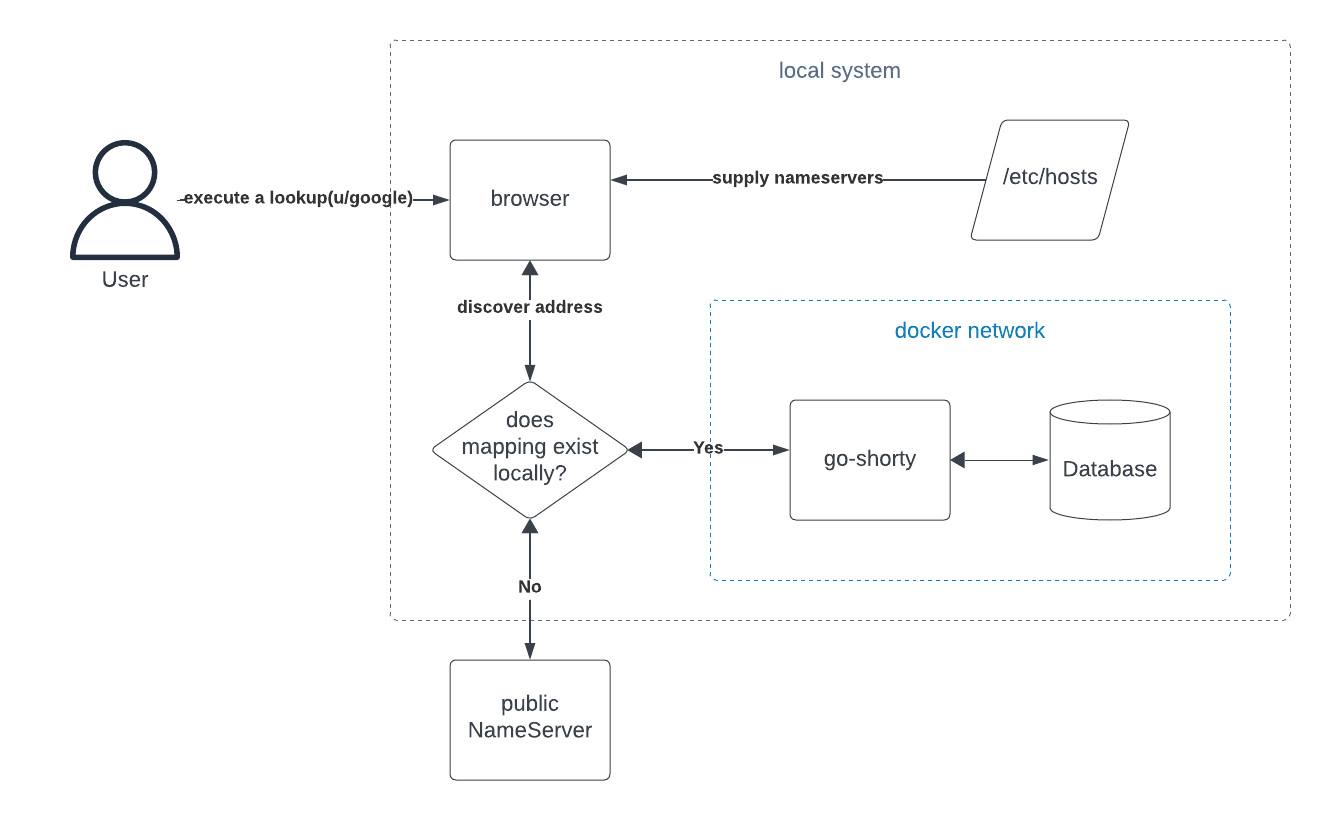 local system
/etc/hosts
supply nameservers
browser
execute a lookup(u/google)
User
discover address
docker network
does
mapping exist
locally?
Yes
go-shorty
Database
No
public
NameServer